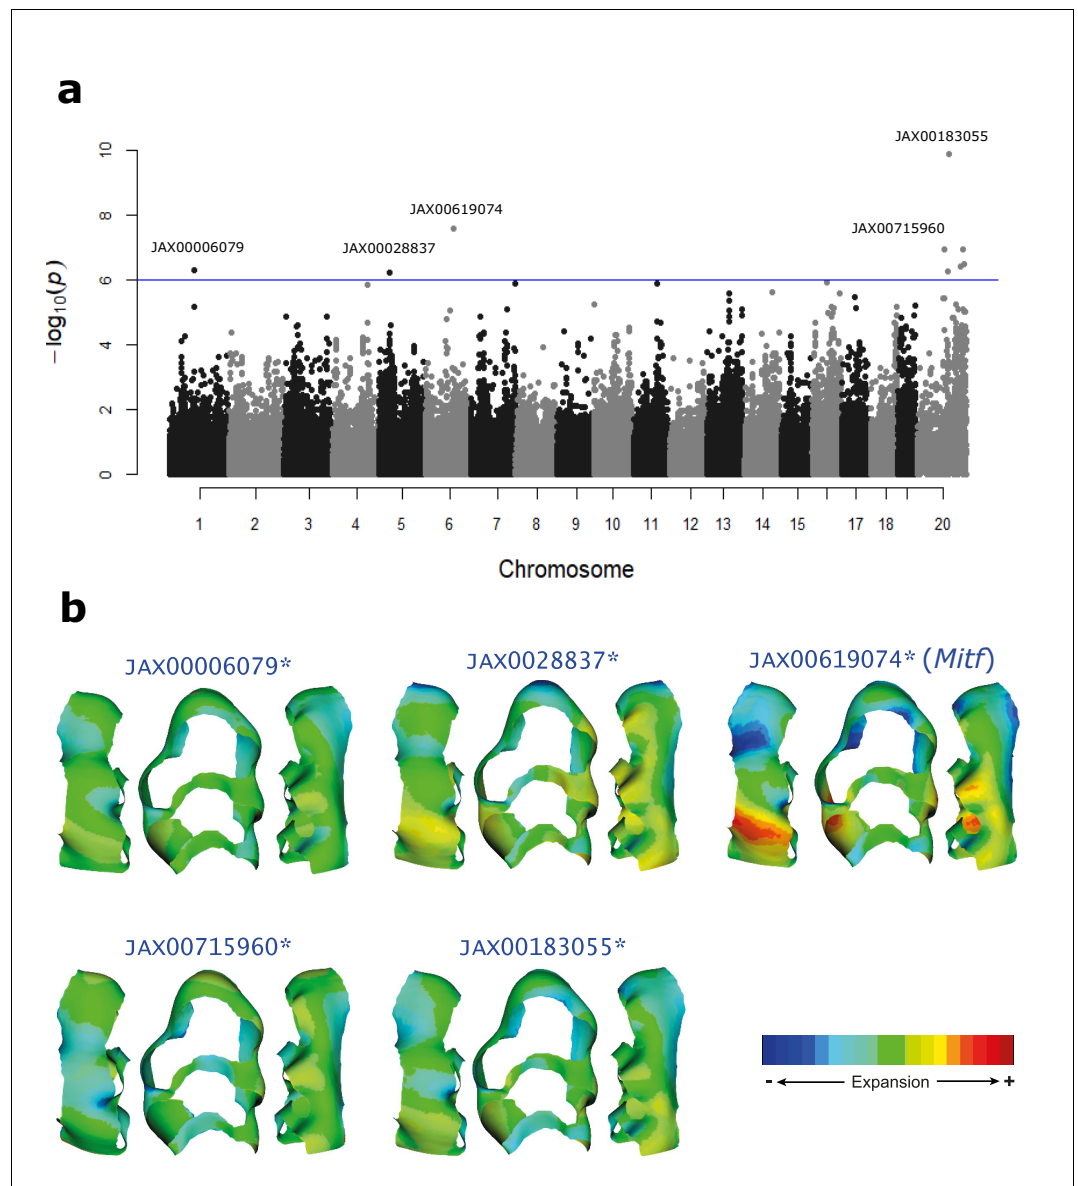 a
JAX00183055
10
JAX00619074
8
JAX00715960
JAX00006079
JAX00028837
6
−log10(p)
4
2
0
1 2 3 4 5 6 7 8 9 10 11 12 13 14 15 17 18 20
Chromosome
b
JAX00006079*
JAX0028837*
JAX00619074* (Mitf)
JAX00715960*
JAX00183055*
- Expansion +